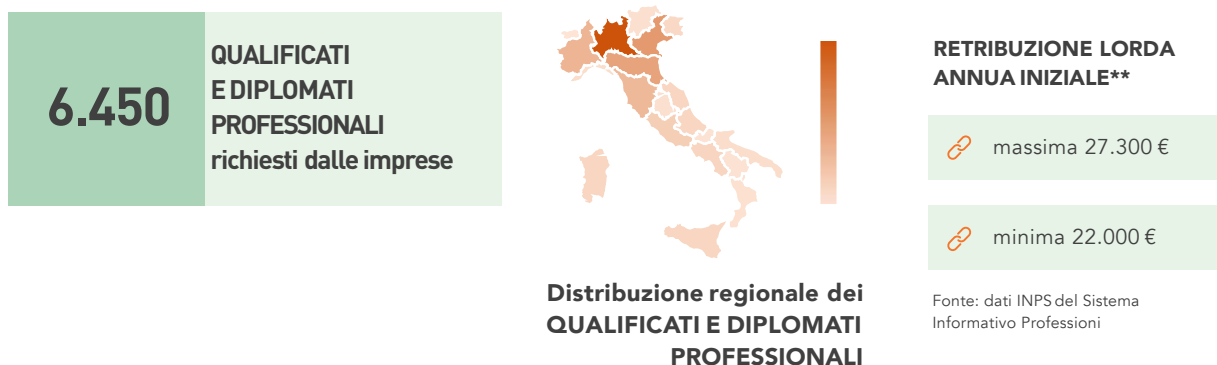 6.450
QUALIFICATI
E DIPLOMATI
PROFESSIONALI
richiesti dalle imprese
Distribuzione regionale dei
QUALIFICATI E DIPLOMATI
PROFESSIONALI
RETRIBUZIONE LORDA
ANNUA INIZIALE**
massima 27.300 €
minima 22.000 €
Fonte: dati INPS del Sistema
Informativo Professioni